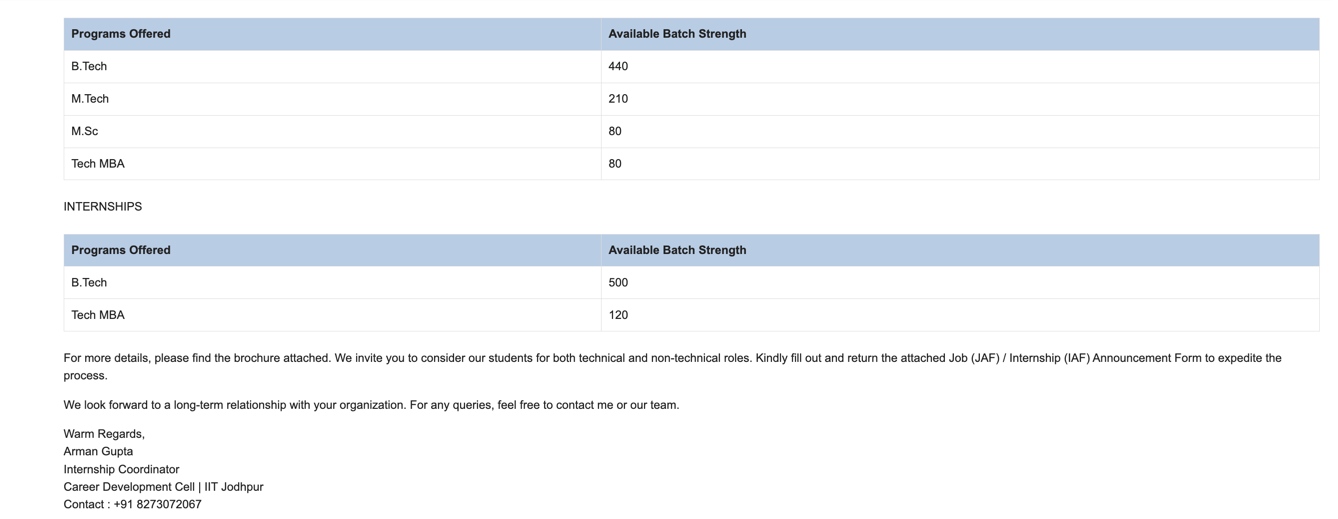 Programs Offered Available Batch Strength
B.Tech 440
M.Tech 210
M.Sc 80
Tech MBA 80
INTERNSHIPS
Programs Offered Available Batch Strength
B.Tech 500
Tech MBA 120
For more details, please find the brochure attached. We invite you to consider our students for both technical and non-technical roles. Kindly fill out and return the attached Job (JAF) / Internship (IAF) Announcement Form to expedite the
process.
We look forward to a long-term relationship with your organization. For any queries, feel free to contact me or our team.
Warm Regards,
Arman Gupta
Internship Coordinator
Career Development Cell | IIT Jodhpur
Contact : +91 8273072067